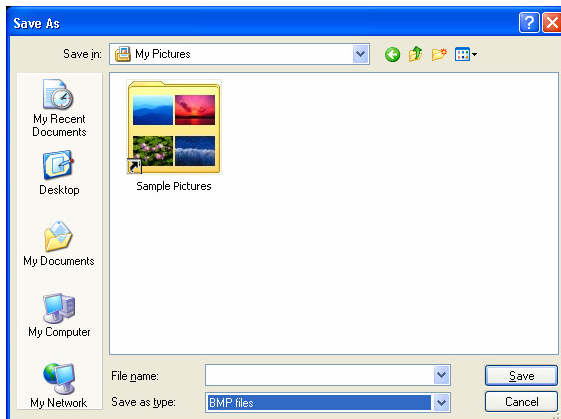 Save As
Save in: My Pictures
My Recent
Documents
Desktop
My Documents
My Computer
My Network
Sample Pictures
File name:
Save
Save as type: BMP files
Cancel